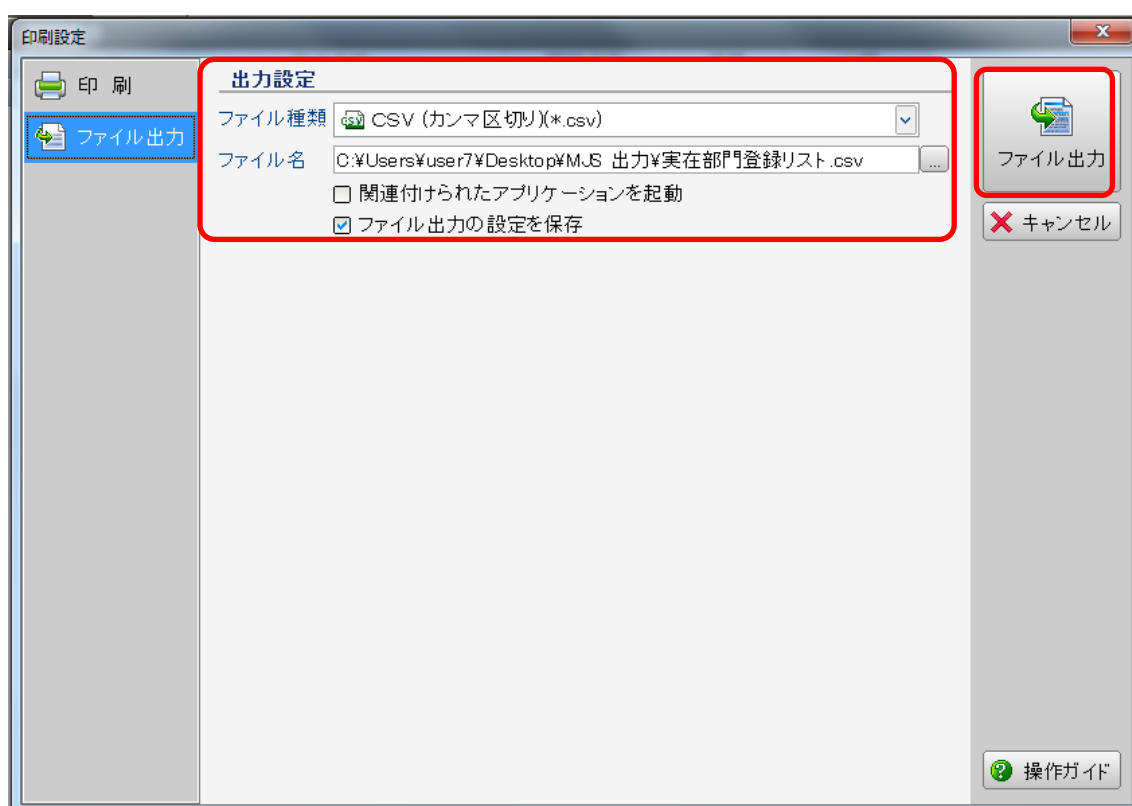 印刷設定
印 刷
ファイル出力
出力設定
ファイル種類 CSV (カンマ区切り)(*.csv)
ファイル名 C:¥Users¥user7¥Desktop¥MJS 出力¥実在部門登録リスト.csv ...
関連付けられたアプリケーションを起動
ファイル出力の設定を保存
ファイル出力
キャンセル
操作ガイド